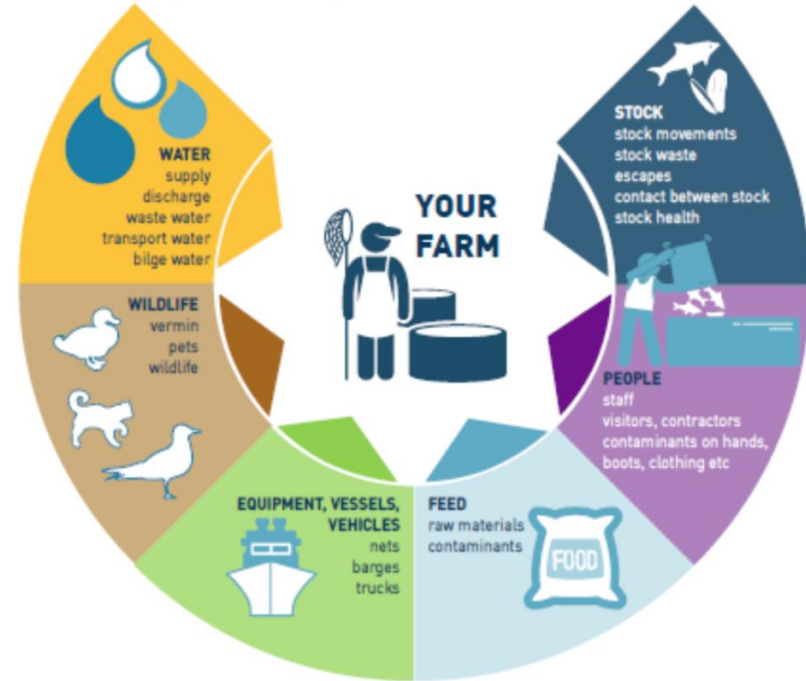 WATER
supply
discharge
waste water
transport water
bilge water
YOUR
FARM
STOCK
stock movements
stock waste
escapes
contact between stock
stock health
WILDLIFE
vermin
pets
wildlife
PEOPLE
staff
visitors, contractors
contaminants on hands,
boots, clothing etc
EQUIPMENT, VESSELS,
VEHICLES
nets
barges
trucks
FEED
raw materials
contaminants
FOOD